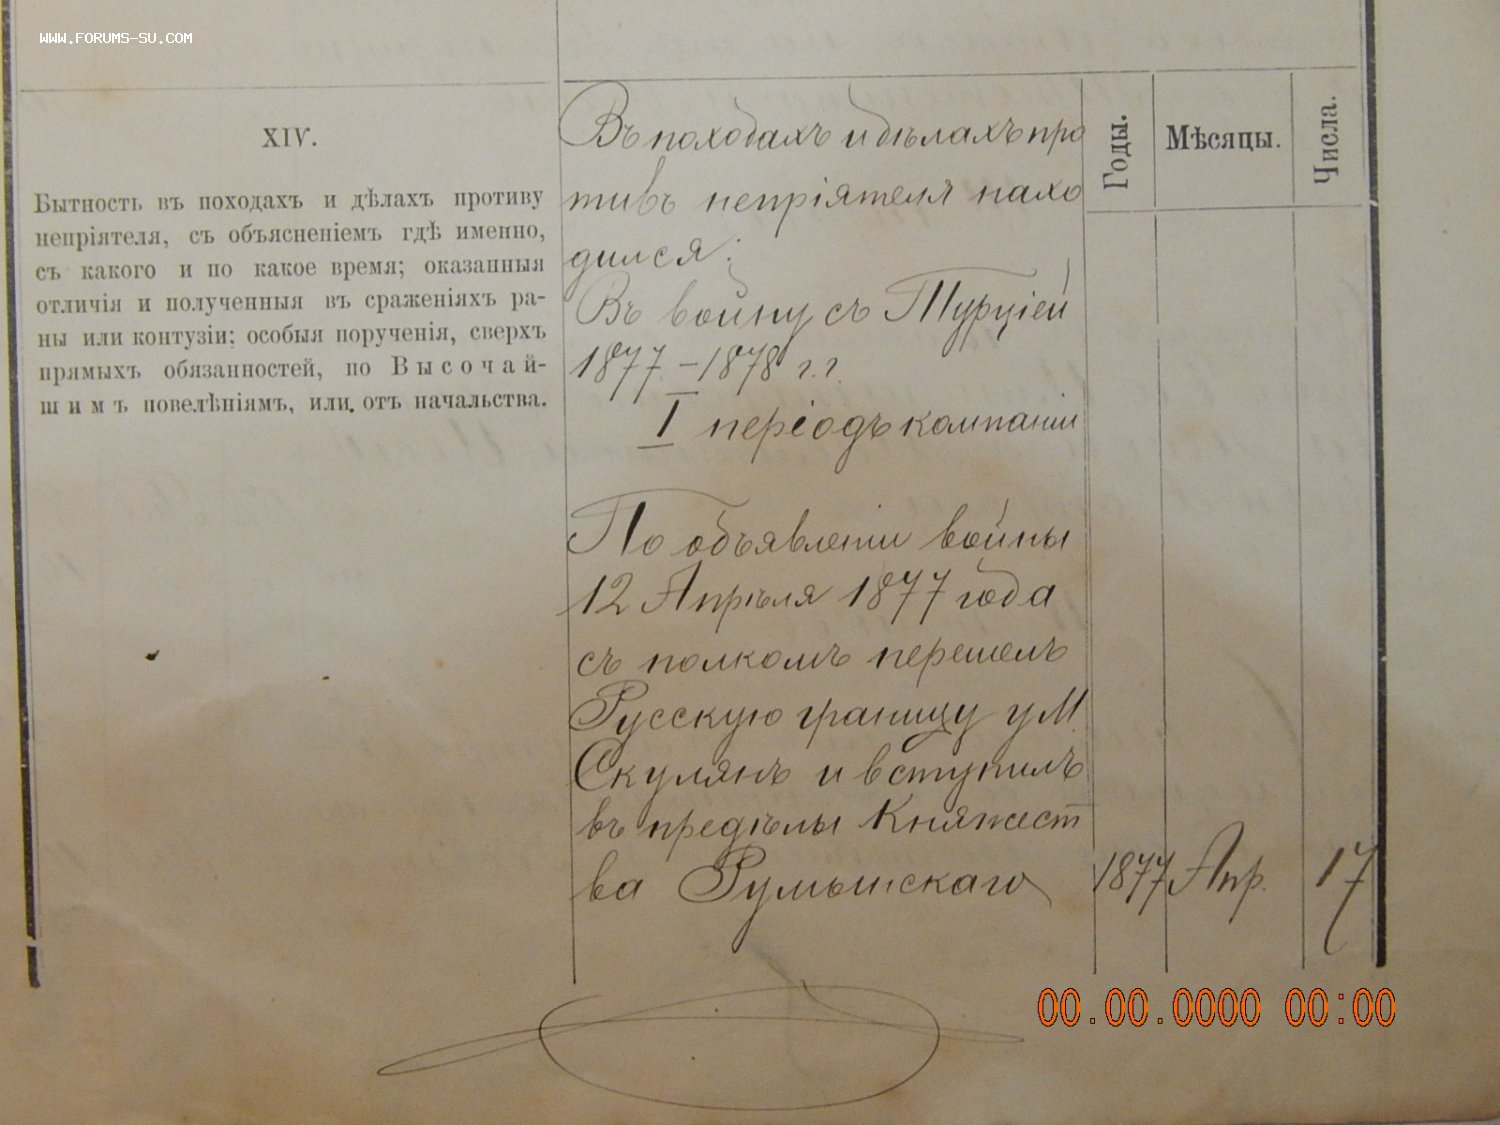 WWW.FORUMS-SU.COM
XIV.
Бытность въ походахъ и дѣлахъ противу
непріятеля, съ объясненіемъ гдѣ именно,
съ какого и по какое время; оказанныя
отличія и полученныя въ сраженіяхъ ра-
ны или контузіи; особыя порученія, сверхъ
прямыхъ обязанностей, по Высочай-
шимъ повелѣніямъ, или отъ начальства.
Годы. Мѣсяцы. Числа.
Въ походахъ и дѣлахъ про
тивъ непріятеля нахо
дился:
Въ войну съ Турціей
1877-1878 г.г.
I періодъ компаніи
По объявленіи войны
12 Апрѣля 1877 года
съ полкомъ перешелъ
Русскую границу у М.
Скулянъ и вступилъ
въ предѣлы Княжест
ва Румынскаго 1877 Апр. 17
00.00.0000 00:00